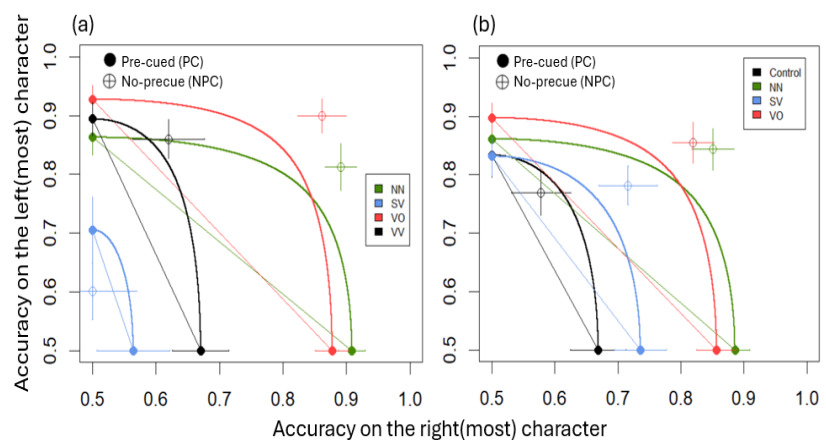 (a)
Pre-cued (PC)
No-precue (NPC)
NN
SV
VO
VV
1.0
0.9
0.8
0.7
0.6
0.5
0.5 0.6 0.7 0.8 0.9 1.0
(b)
Pre-cued (PC)
No-precue (NPC)
Control
NN
SV
VO
1.0
0.9
0.8
0.7
0.6
0.5
0.5 0.6 0.7 0.8 0.9 1.0
Accuracy on the left(most) character
Accuracy on the right(most) character